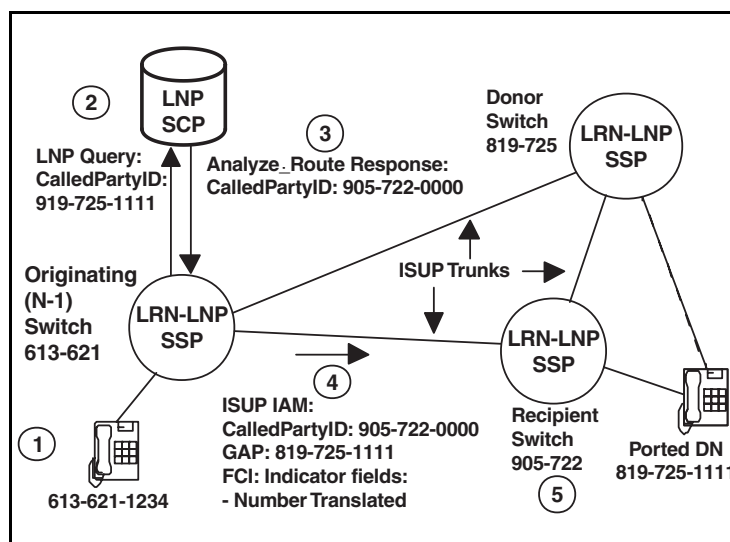 2
LNP
SCP
LNP Query:
CalledPartyID:
919-725-1111
3
Analyze_Route Response:
CalledPartyID: 905-722-0000
Donor
Switch
819-725
LRN-LNP
SSP
Originating
(N-1)
Switch
613-621
LRN-LNP
SSP
ISUP Trunks
LRN-LNP
SSP
4
ISUP IAM:
CalledPartyID: 905-722-0000
GAP: 819-725-1111
FCI: Indicator fields:
- Number Translated
1
613-621-1234
Recipient
Switch
905-722
5
Ported DN
819-725-1111